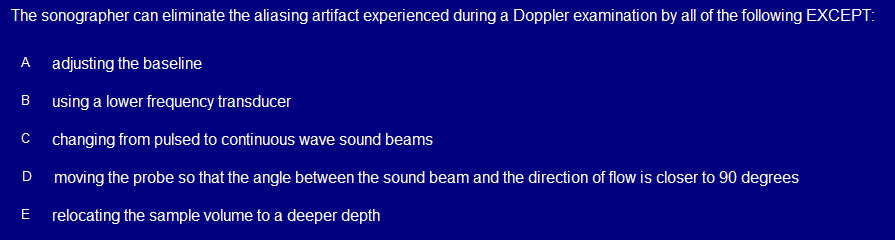 The sonographer can eliminate the aliasing artifact experienced during a Doppler examination by all of the following EXCEPT:
A adjusting the baseline
B using a lower frequency transducer
C changing from pulsed to continuous wave sound beams
D moving the probe so that the angle between the sound beam and the direction of flow is closer to 90 degrees
E relocating the sample volume to a deeper depth